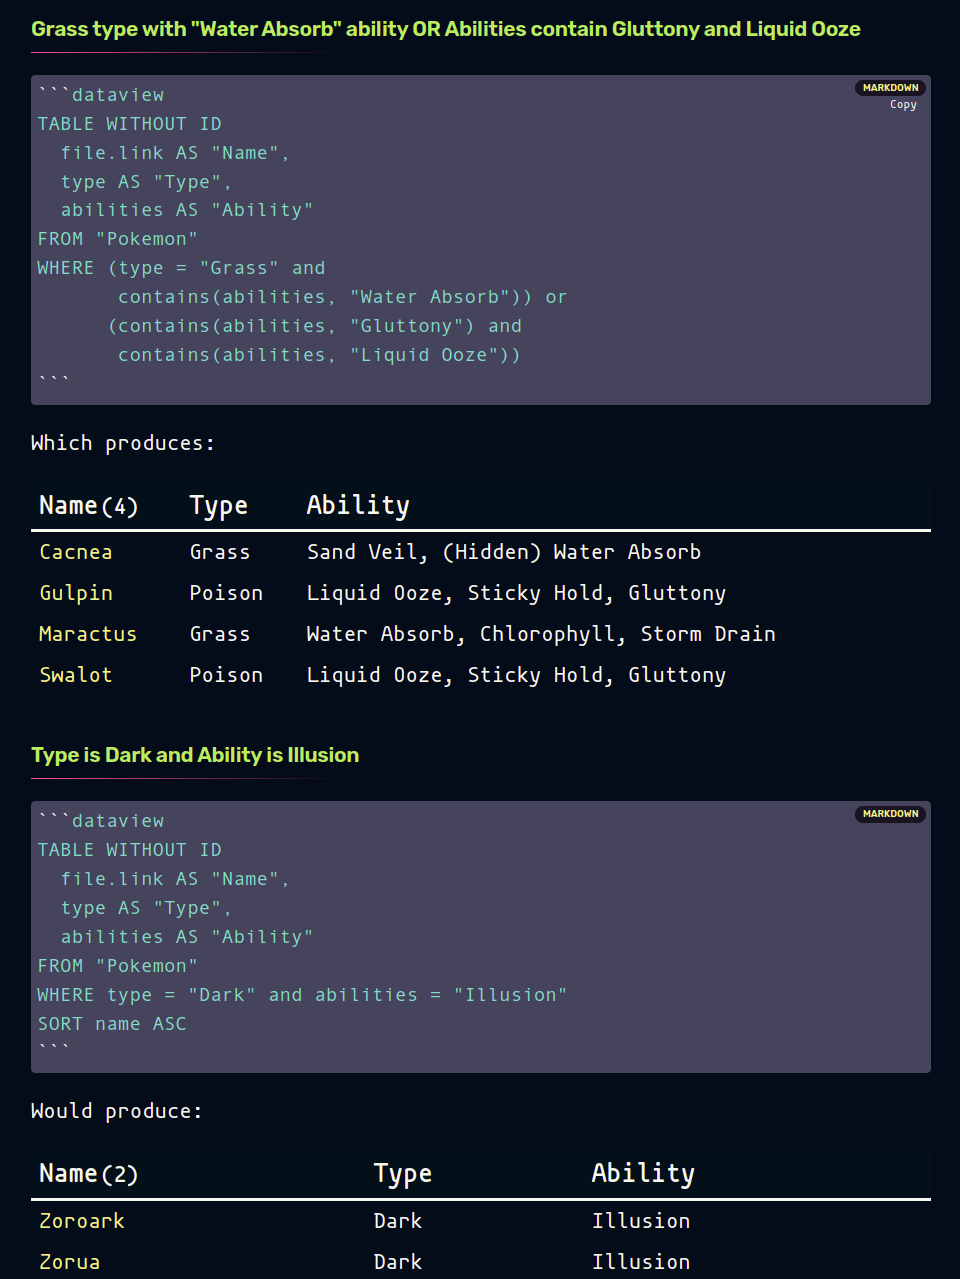 Grass type with "Water Absorb" ability OR Abilities contain Gluttony and Liquid Ooze
MARKDOWN
Copy
```dataview
TABLE WITHOUT ID
  file.link AS "Name",
  type AS "Type",
  abilities AS "Ability"
FROM "Pokemon"
WHERE (type = "Grass" and
       contains(abilities, "Water Absorb")) or
      (contains(abilities, "Gluttony") and
       contains(abilities, "Liquid Ooze"))
```
Which produces:
Name(4) Type Ability
Cacnea Grass Sand Veil, (Hidden) Water Absorb
Gulpin Poison Liquid Ooze, Sticky Hold, Gluttony
Maractus Grass Water Absorb, Chlorophyll, Storm Drain
Swalot Poison Liquid Ooze, Sticky Hold, Gluttony
Type is Dark and Ability is Illusion
MARKDOWN
```dataview
TABLE WITHOUT ID
  file.link AS "Name",
  type AS "Type",
  abilities AS "Ability"
FROM "Pokemon"
WHERE type = "Dark" and abilities = "Illusion"
SORT name ASC
```
Would produce:
Name(2) Type Ability
Zoroark Dark Illusion
Zorua Dark Illusion